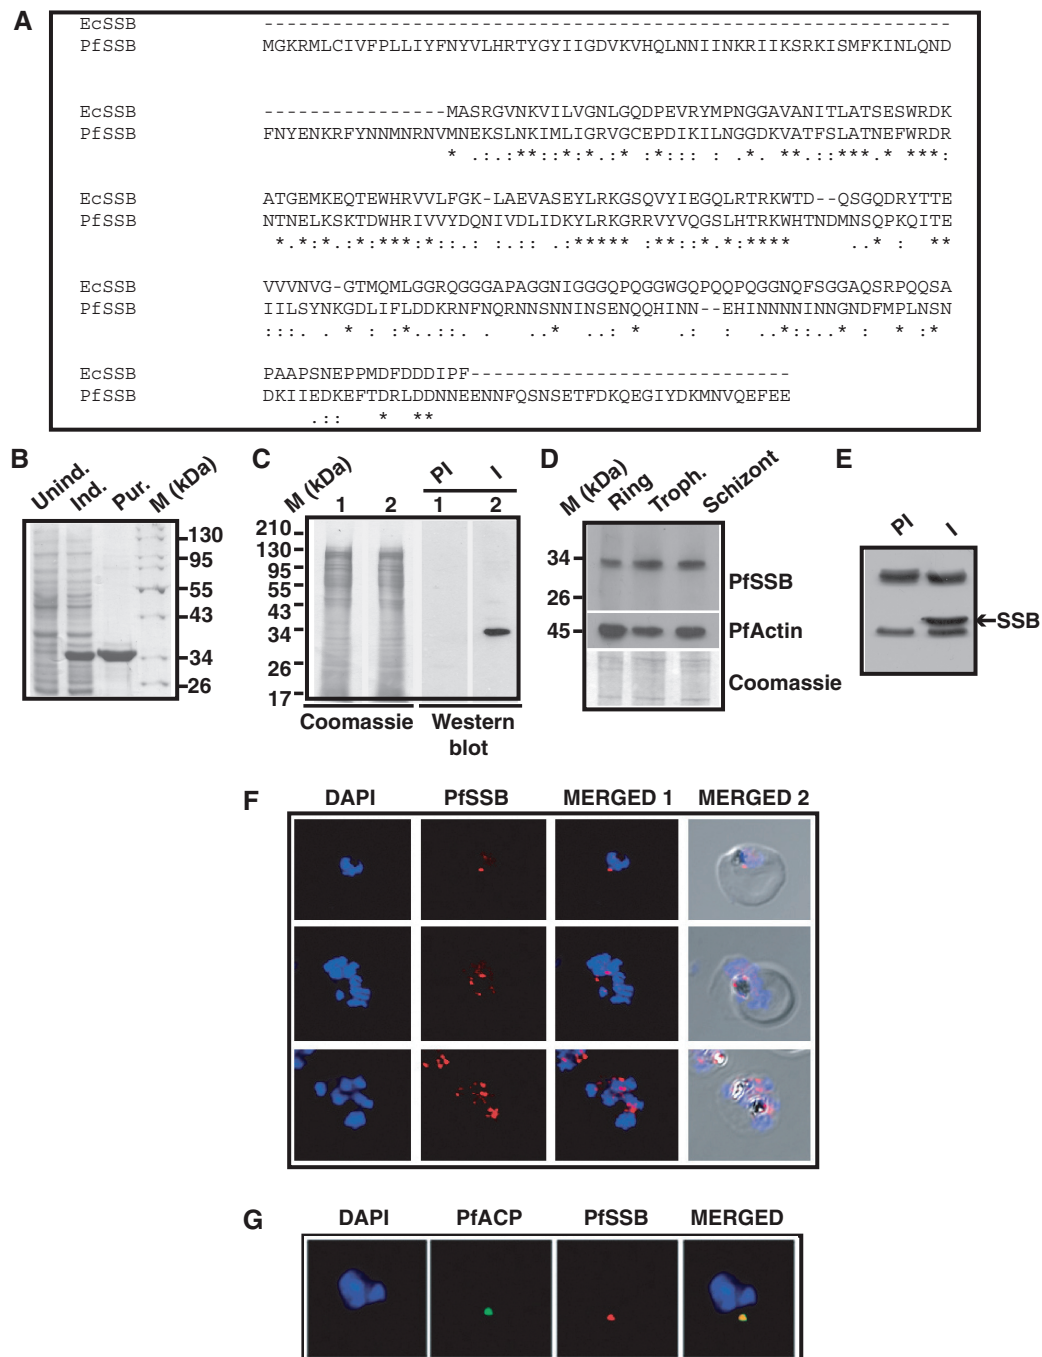 A
EcSSB -------------------------------------------------------------
PfSSB MGKRMLCIVFPLLIYFNYVLHRTYGYIIGDVKVHQLNNIINKRIIKSRKISMFKINLQND
EcSSB ----------------MASRGVNKVILVGNLGQDPEVRYMPNGGAVANITLATSESWRDK
PfSSB FNYENKRFYNNMNRNVMNEKSLNKIMLIGRVGCEPDIKILNGGDKVATFSLATNEFWRDR
* .:.:**::*:*.:* :*::: : .*. **.::***.* ***:
EcSSB ATGEMKEQTEWHRVVLFGK-LAEVASEYLRKGSQVYIEGQLRTRKWTD--QSGQDRYTTE
PfSSB NTNELKSKTDWHRIVVYDQNIVDLIDKYLRKGRRVYVQGSLHTRKWHTNDMNSQPKQITE
*.*:*.:*:***:*::.: :.:: .:***** :**::*.*:**** ..* : **
EcSSB VVVNVG-GTMQMLGGRQGGGAPAGGNIGGGQPQGGWGQPQQPQGGNQFSGGAQSRPQQSA
PfSSB IILSYNKGDLIFLDDKRNFNQRNNSNNINSENQQHINN--EHINNNNINNGNDFMPLNSN
:::. . * : :*..:. . ..* ..: * .: : ..*::..* : * :*
EcSSB PAAPSNEPPMDFDDDIPF----------------------------
PfSSB DKIIEDKEFTDRLDDNNEENNFQSNSETFDKQEGIYDKMNVQEFEE
.:: * **
B
Unind. Ind. Pur. M (kDa)
130
95
55
43
34
26
C
M (kDa) PI I
1 2 1 2
210
130
95
55
43
34
26
17
Coomassie Western blot
D
M (kDa) Ring Troph. Schizont
34
26
PfSSB
45
PfActin
Coomassie
E
PI I
SSB
F
DAPI PfSSB MERGED 1 MERGED 2
G
DAPI PfACP PfSSB MERGED